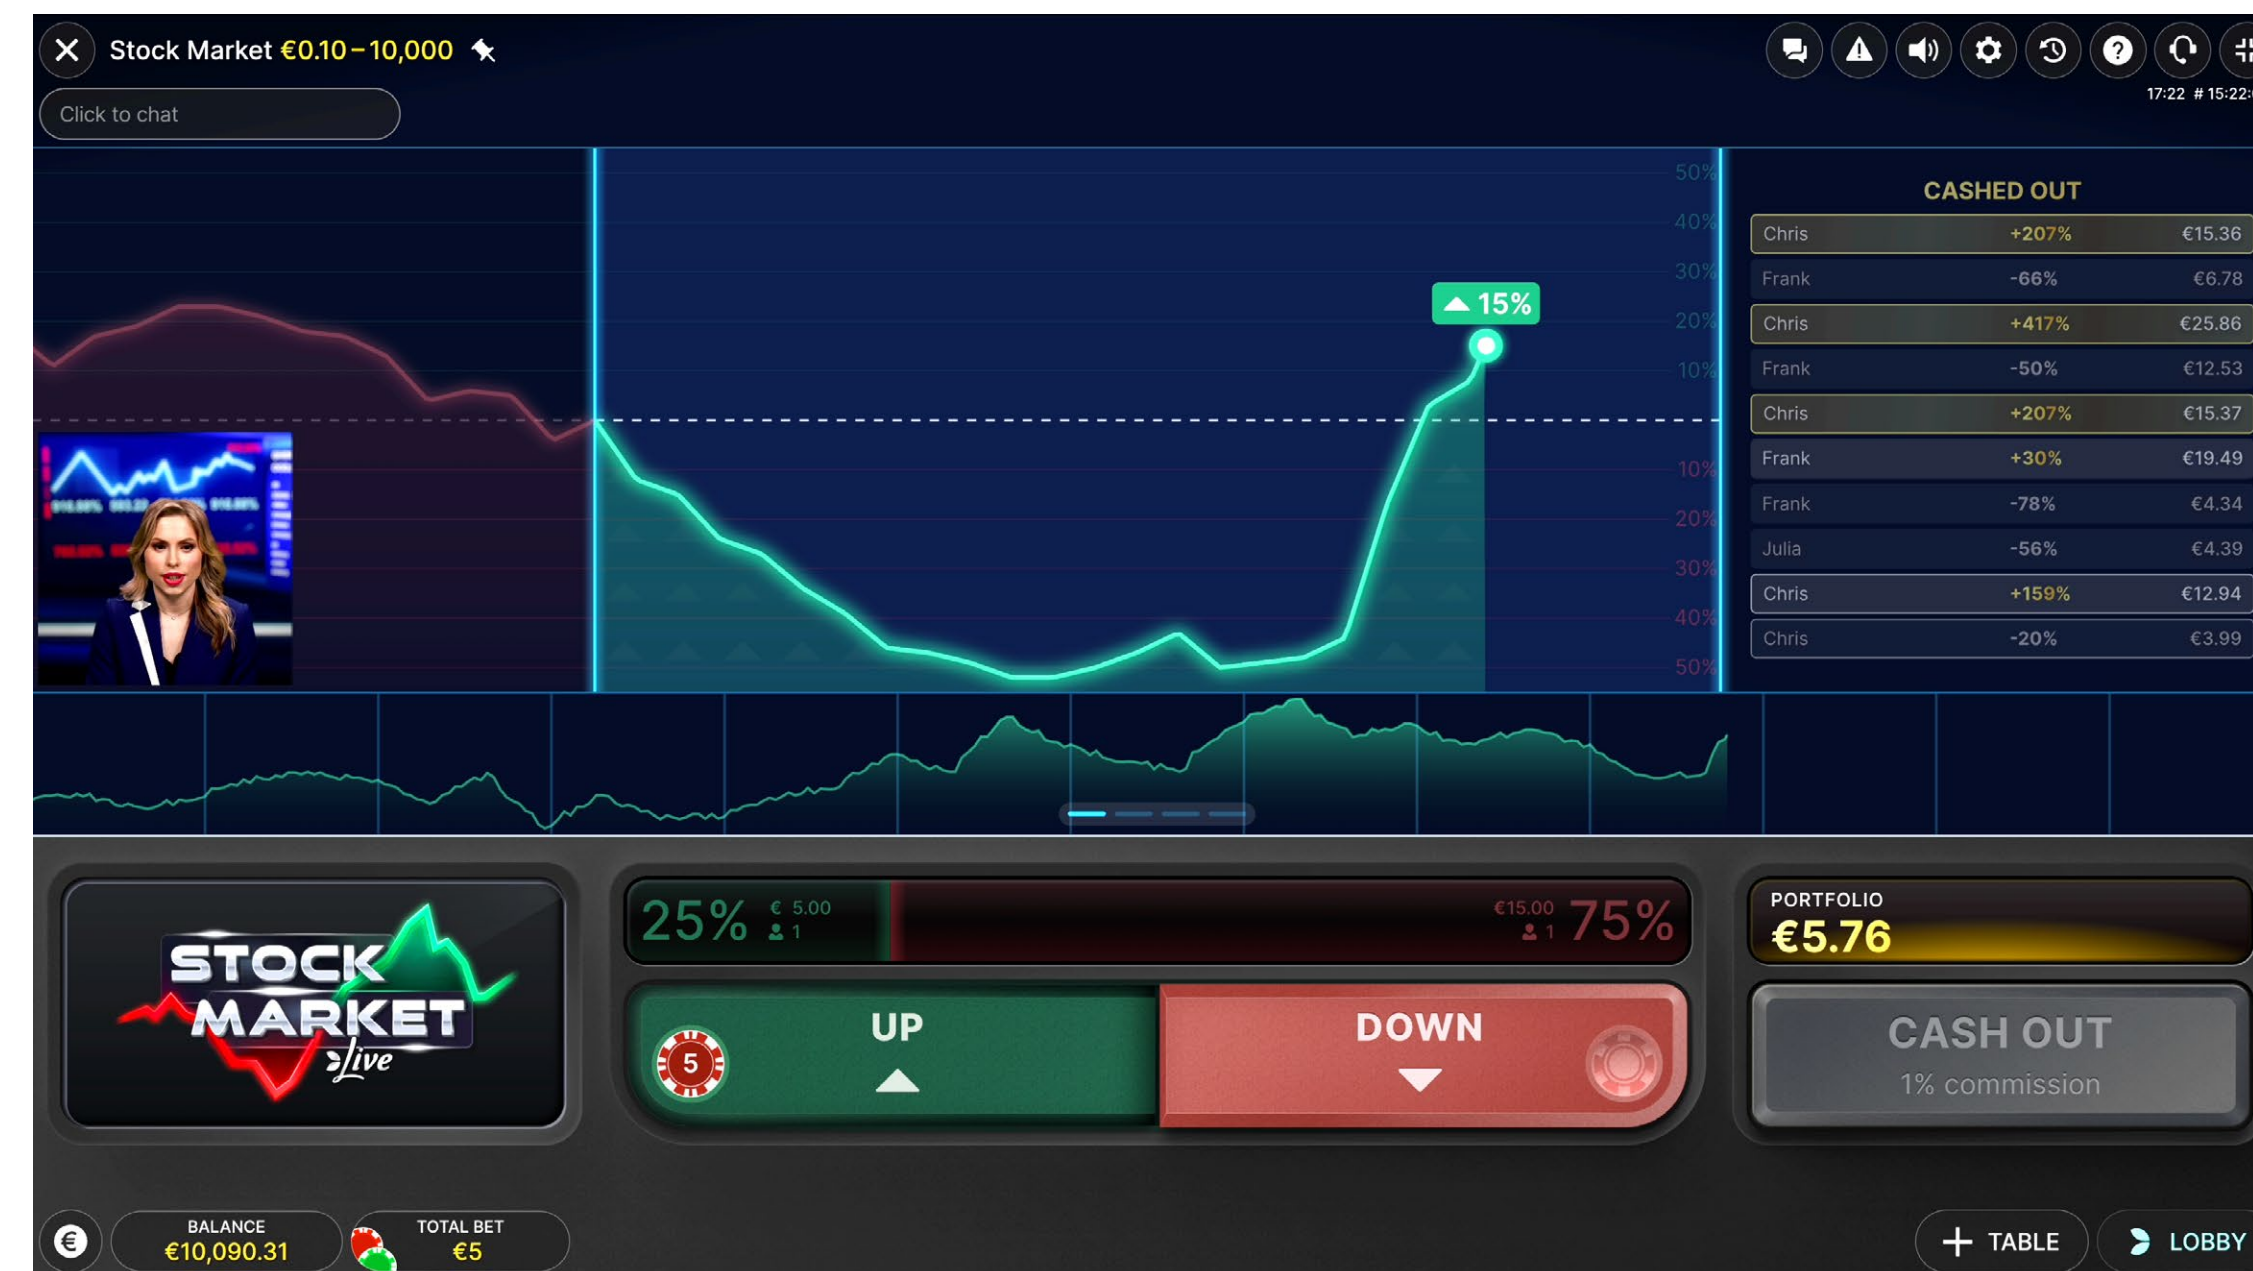 Stock Market €0.10–10,000
Click to chat
17:22 # 15:22:
50%
40%
30%
20%
10%
10%
20%
30%
40%
50%
15%
CASHED OUT
Chris +207% €15.36
Frank -66% €6.78
Chris +417% €25.86
Frank -50% €12.53
Chris +207% €15.37
Frank +30% €19.49
Frank -78% €4.34
Julia -56% €4.39
Chris +159% €12.94
Chris -20% €3.99
STOCK
MARKET
Live
25% € 5.00
1
€15.00 75%
1
UP
5
DOWN
PORTFOLIO
€5.76
CASH OUT
1% commission
€
BALANCE
€10,090.31
TOTAL BET
€5
TABLE
LOBBY